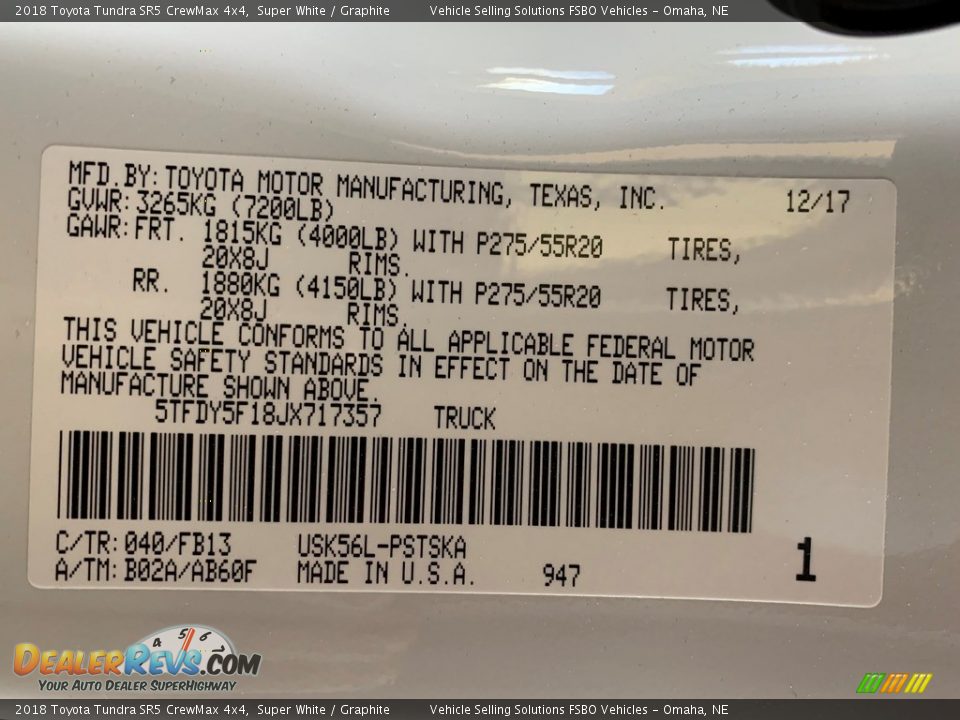 2018 Toyota Tundra SR5 CrewMax 4x4, Super White / Graphite Vehicle Selling Solutions FSBO Vehicles - Omaha, NE
MFD. BY: TOYOTA MOTOR MANUFACTURING, TEXAS, INC. 12/17
GVWR: 3265KG (7200LB)
GAWR: FRT. 1815KG (4000LB) WITH P275/55R20 TIRES,
20X8J RIMS.
RR. 1880KG (4150LB) WITH P275/55R20 TIRES,
20X8J RIMS.
THIS VEHICLE CONFORMS TO ALL APPLICABLE FEDERAL MOTOR
VEHICLE SAFETY STANDARDS IN EFFECT ON THE DATE OF
MANUFACTURE SHOWN ABOVE.
5TFDY5F18JX717357 TRUCK
C/TR: 040/FB13 USK56L-PSTSKA
A/TM: B02A/AB60F MADE IN U.S.A. 947 1
4 5 6
DEALERREVS.COM
YOUR AUTO DEALER SUPERHIGHWAY
2018 Toyota Tundra SR5 CrewMax 4x4, Super White / Graphite Vehicle Selling Solutions FSBO Vehicles - Omaha, NE